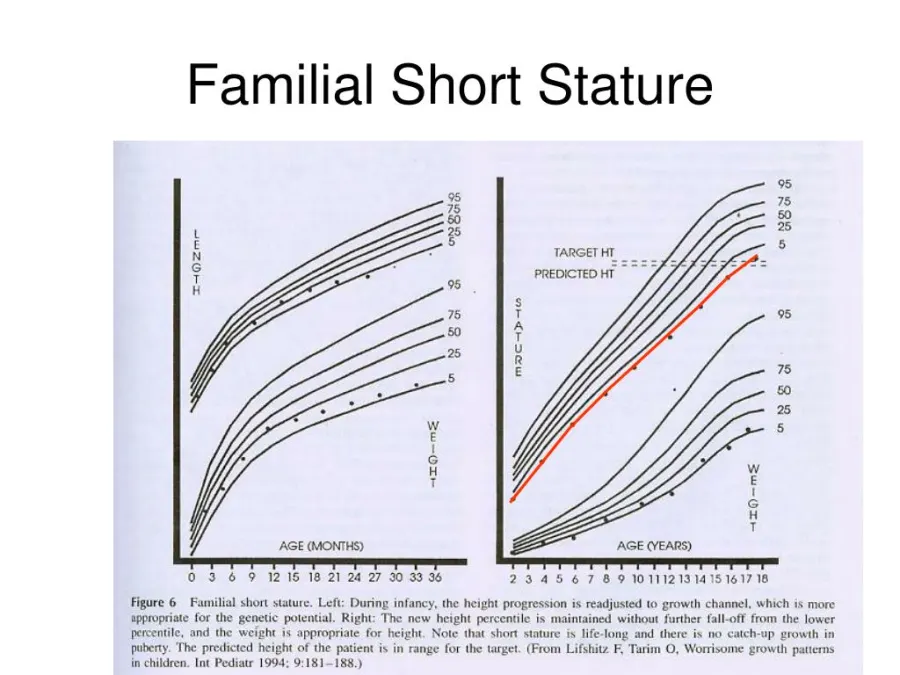 Familial Short Stature
LENGTH
95
75
50
25
5
95
75
50
25
5
WEIGHT
AGE (MONTHS)
0 3 6 9 12 15 18 21 24 27 30 33 36
95
75
50
25
5
TARGET HT
PREDICTED HT
STATURE
95
75
50
25
5
WEIGHT
AGE (YEARS)
2 3 4 5 6 7 8 9 10 11 12 13 14 15 16 17 18
Figure 6 Familial short stature. Left: During infancy, the height progression is readjusted to growth channel, which is more
appropriate for the genetic potential. Right: The new height percentile is maintained without further fall-off from the lower
percentile, and the weight is appropriate for height. Note that short stature is life-long and there is no catch-up growth in
puberty. The predicted height of the patient is in range for the target. (From Lifshitz F, Tarim O, Worrisome growth patterns
in children. Int Pediatr 1994; 9:181–188.)